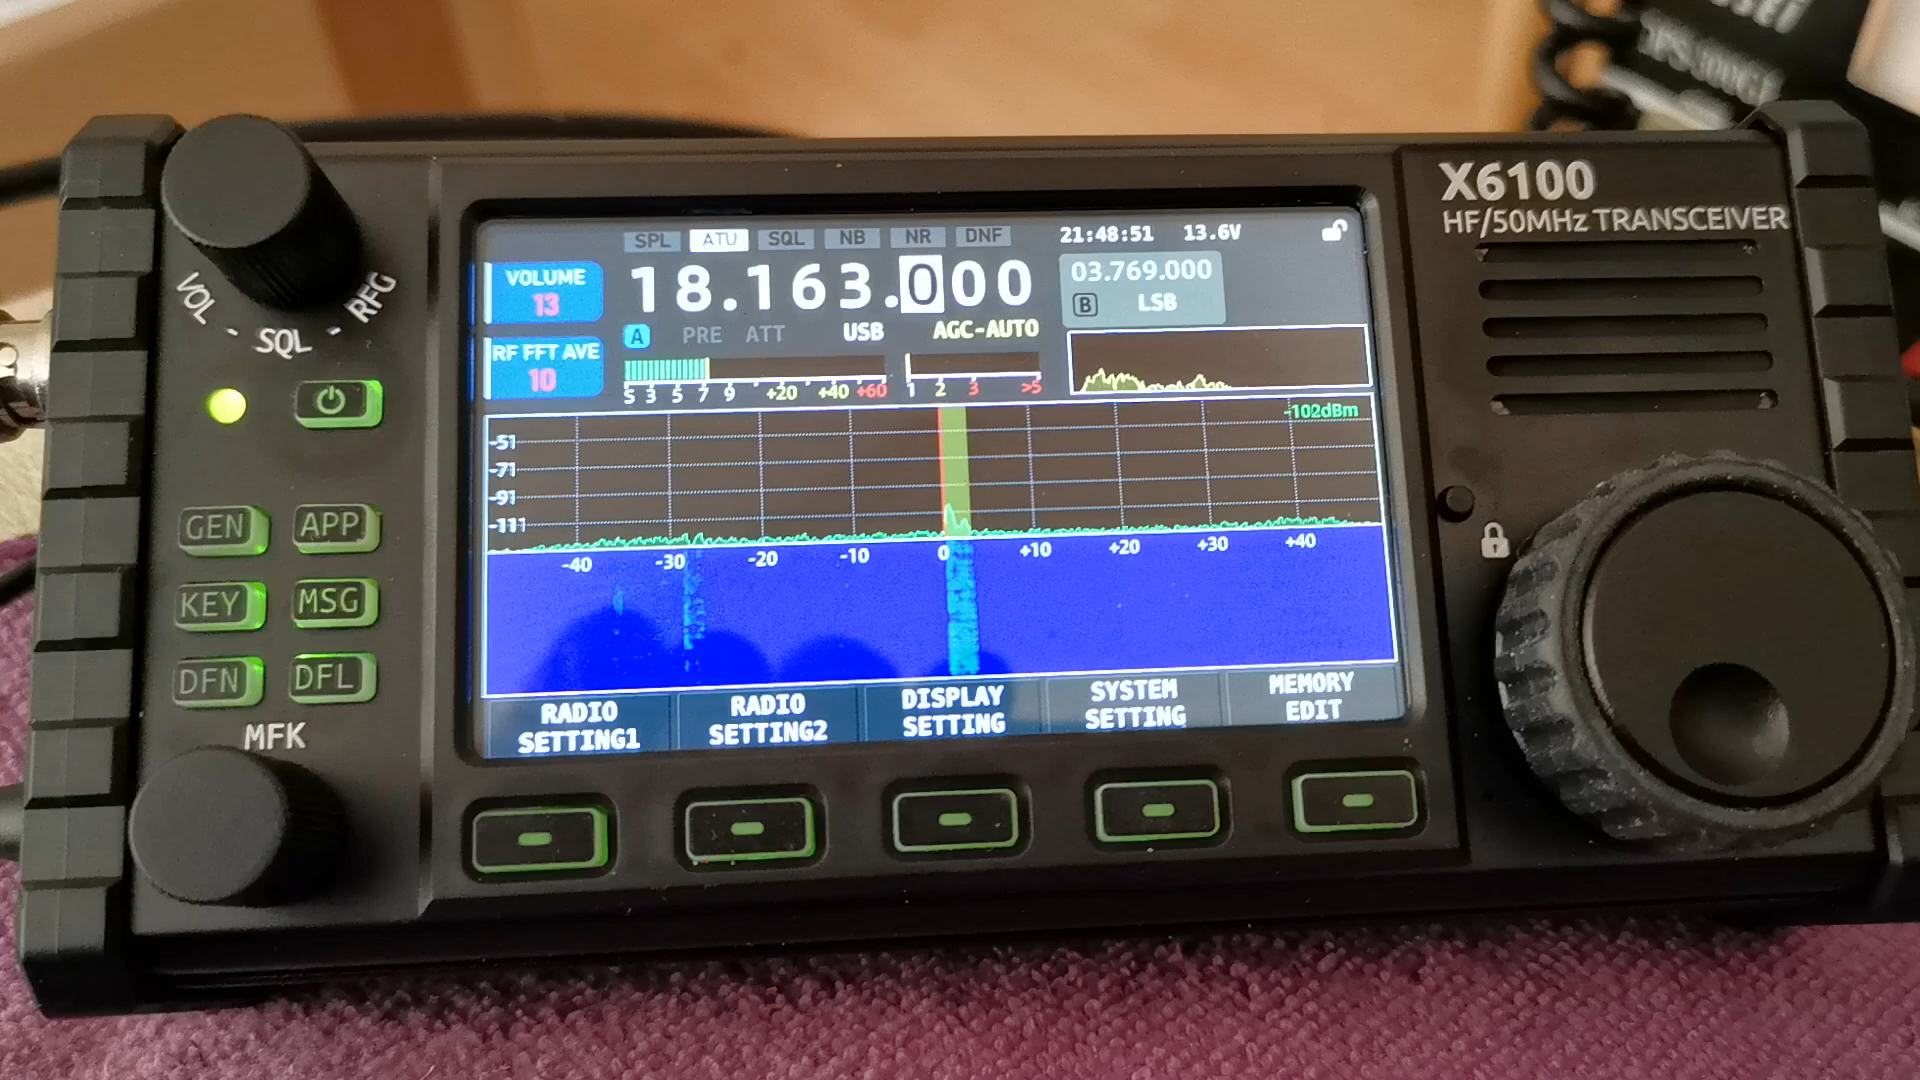 X6100
HF/50MHz TRANSCEIVER
VOL - SQL - RFG
SPL ATU SQL NB NR DNF 21:48:51 13.6V
VOLUME
13
18.163.000
03.769.000
B LSB
A PRE ATT USB AGC-AUTO
RF FFT AVE
10
S 3 5 7 9 +20 +40 +60
1 2 3 >5
-102dBm
-51
-71
-91
-111
-40 -30 -20 -10 0 +10 +20 +30 +40
GEN APP
KEY MSG
DFN DFL
MFK
RADIO
SETTING1
RADIO
SETTING2
DISPLAY
SETTING
SYSTEM
SETTING
MEMORY
EDIT